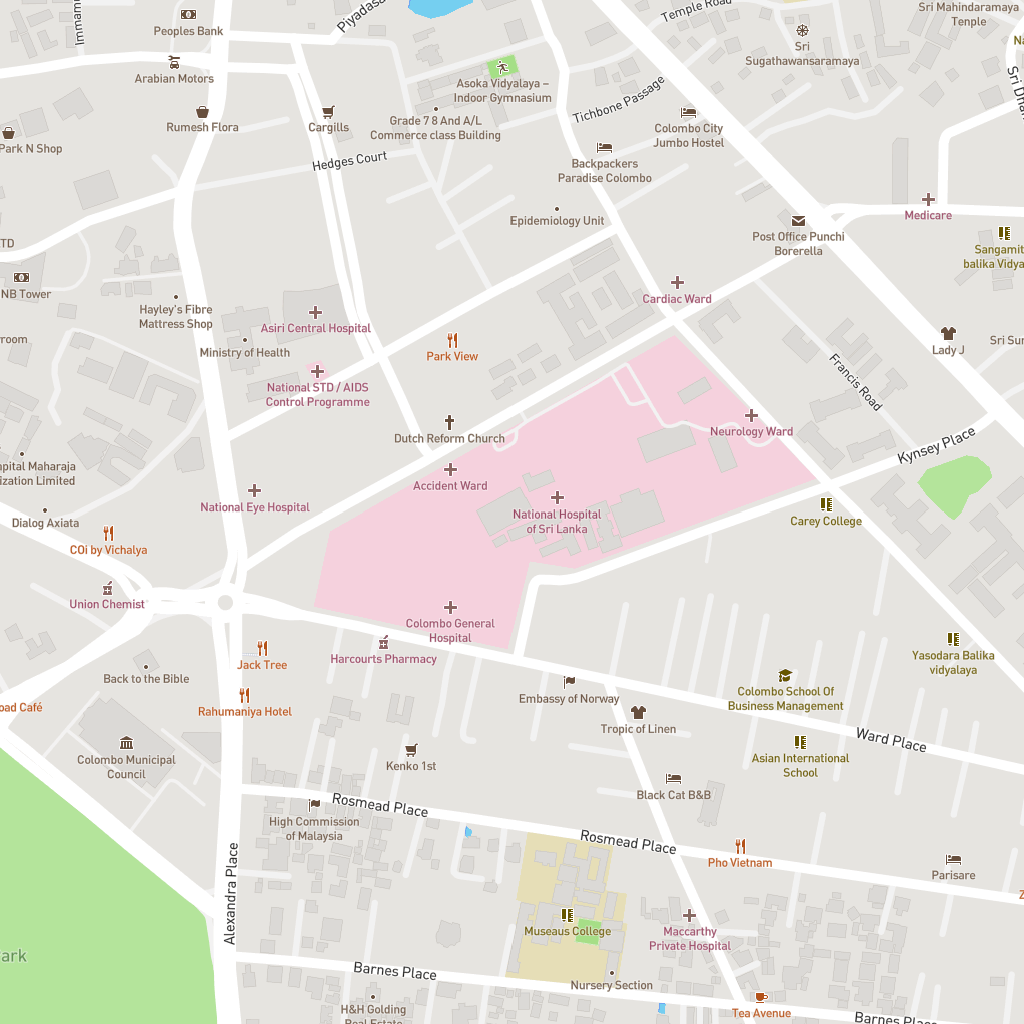 Immamu
Peoples Bank
Piyadasa
Temple Road
Sri Mahindaramaya
Tenple
Na
Sri
Sugathawansaramaya
Sri Dha
Arabian Motors
Asoka Vidyalaya –
Indoor Gymnasium
Tichbone Passage
Rumesh Flora
Cargills
Grade 7 8 And A/L
Commerce class Building
Colombo City
Jumbo Hostel
Park N Shop
Hedges Court
Backpackers
Paradise Colombo
Medicare
Epidemiology Unit
Post Office Punchi
Borerella
TD
Sangamit
balika Vidya
NB Tower
Cardiac Ward
Hayley's Fibre
Mattress Shop
Asiri Central Hospital
room
Ministry of Health
Park View
Lady J
Sri Sur
National STD / AIDS
Control Programme
Francis Road
Dutch Reform Church
Neurology Ward
Kynsey Place
spital Maharaja
ization Limited
Accident Ward
National Eye Hospital
National Hospital
of Sri Lanka
Dialog Axiata
Carey College
COi by Vichalya
Union Chemist
Colombo General
Hospital
Jack Tree
Harcourts Pharmacy
Yasodara Balika
vidyalaya
Back to the Bible
Embassy of Norway
Colombo School Of
Business Management
oad Café
Rahumaniya Hotel
Tropic of Linen
Ward Place
Colombo Municipal
Council
Kenko 1st
Asian International
School
Black Cat B&B
Rosmead Place
High Commission
of Malaysia
Rosmead Place
Pho Vietnam
Parisare
Z
Alexandra Place
Museaus College
Maccarthy
Private Hospital
ark
Barnes Place
Nursery Section
H&H Golding
Real Estate
Tea Avenue
Barnes Place